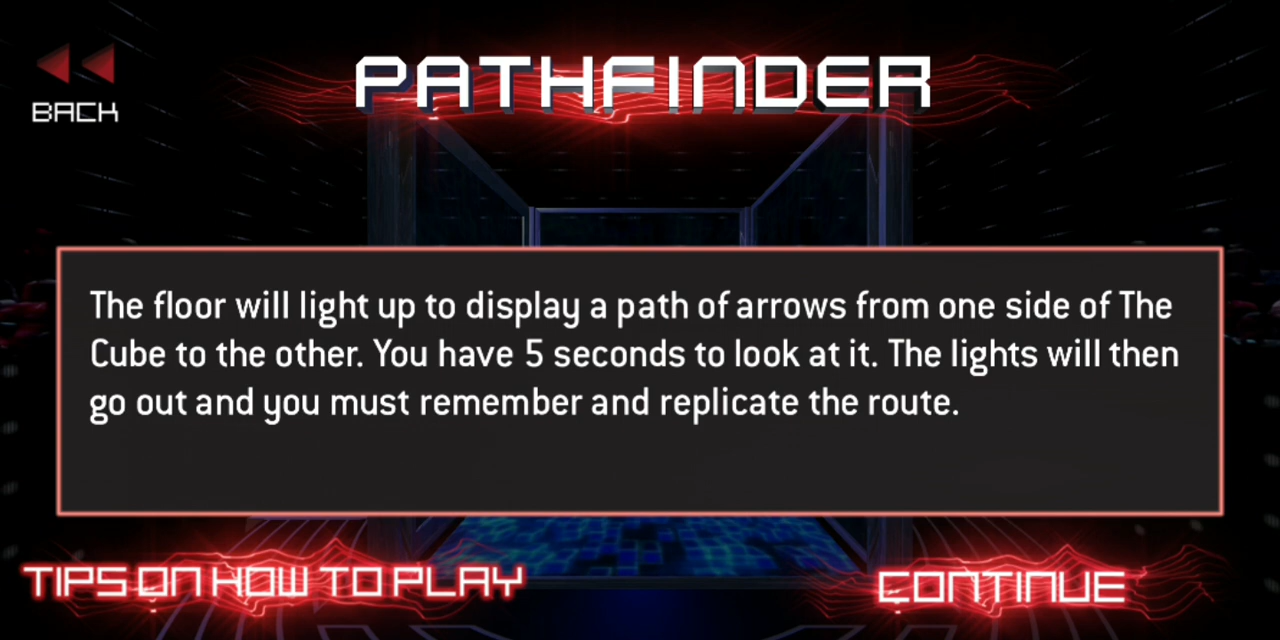 PATHFINDER
BACK
The floor will light up to display a path of arrows from one side of The
Cube to the other. You have 5 seconds to look at it. The lights will then
go out and you must remember and replicate the route.
TIPS ON HOW TO PLAY
CONTINUE